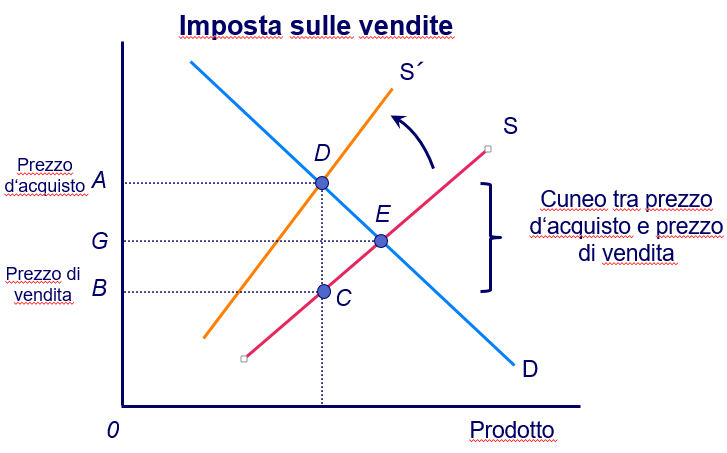 Imposta sulle vendite
S´
S
D
Prezzo
d‘acquisto
A
E
Cuneo tra prezzo
d‘acquisto e prezzo
di vendita
G
Prezzo di
vendita
B
C
D
0
Prodotto